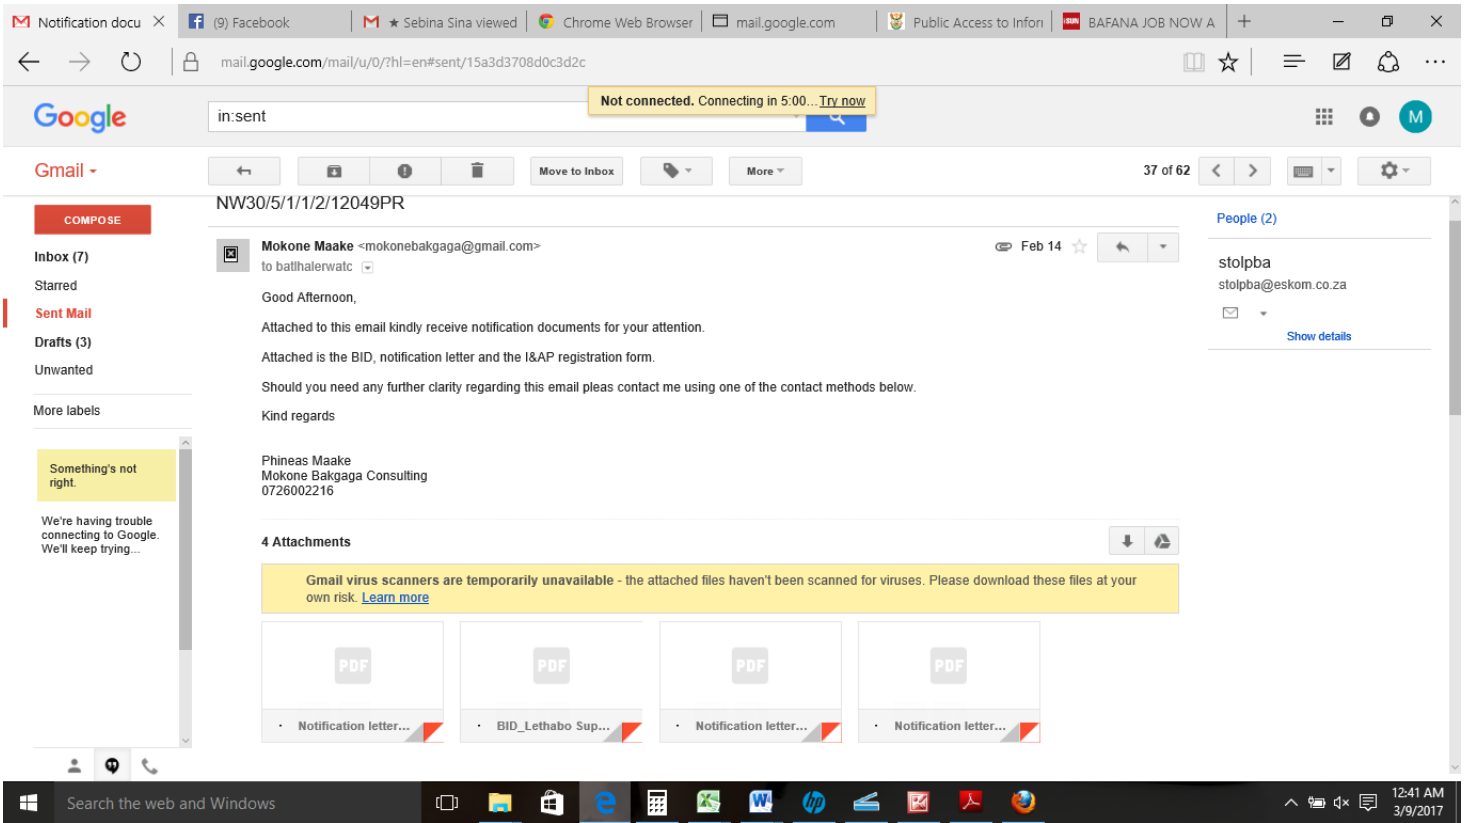 Notification docu
(9) Facebook
★ Sebina Sina viewed
Chrome Web Browser
mail.google.com
Public Access to Infor
BAFANA JOB NOW A
mail.google.com/mail/u/0/?hl=en#sent/15a3d3708d0c3d2c
Not connected. Connecting in 5:00... Try now
Google
in:sent
M
Gmail
Move to Inbox
More
37 of 62
NW30/5/1/1/2/12049PR
COMPOSE
Inbox (7)
Starred
Sent Mail
Drafts (3)
Unwanted
More labels
Something's not
right.
We're having trouble
connecting to Google.
We'll keep trying...
Mokone Maake <mokonebakgaga@gmail.com>
Feb 14
to batlhalerwatc
Good Afternoon,
Attached to this email kindly receive notification documents for your attention.
Attached is the BID, notification letter and the I&AP registration form.
Should you need any further clarity regarding this email pleas contact me using one of the contact methods below.
Kind regards
Phineas Maake
Mokone Bakgaga Consulting
0726002216
4 Attachments
Gmail virus scanners are temporarily unavailable - the attached files haven't been scanned for viruses. Please download these files at your
own risk. Learn more
PDF
PDF
PDF
PDF
Notification letter...
BID_Lethabo Sup...
Notification letter...
Notification letter...
People (2)
stolpba
stolpba@eskom.co.za
Show details
Search the web and Windows
12:41 AM
3/9/2017